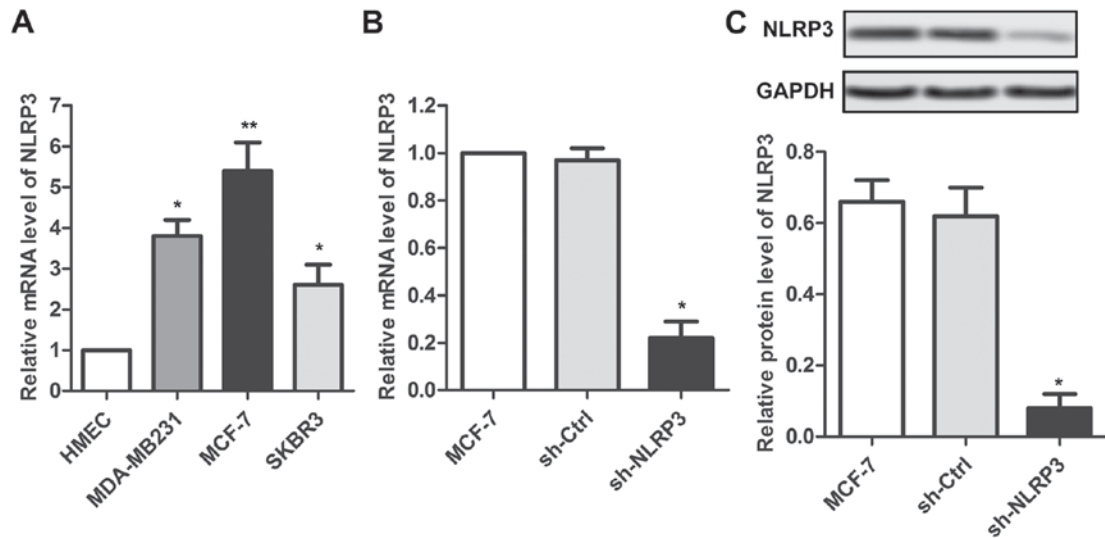 A
Relative mRNA level of NLRP3
7
6
5
4
3
2
1
0
*
**
*
HMEC
MDA-MB231
MCF-7
SKBR3
B
Relative mRNA level of NLRP3
1.2
1.0
0.8
0.6
0.4
0.2
0.0
*
MCF-7
sh-Ctrl
sh-NLRP3
C
NLRP3
GAPDH
Relative protein level of NLRP3
0.8
0.6
0.4
0.2
0.0
*
MCF-7
sh-Ctrl
sh-NLRP3